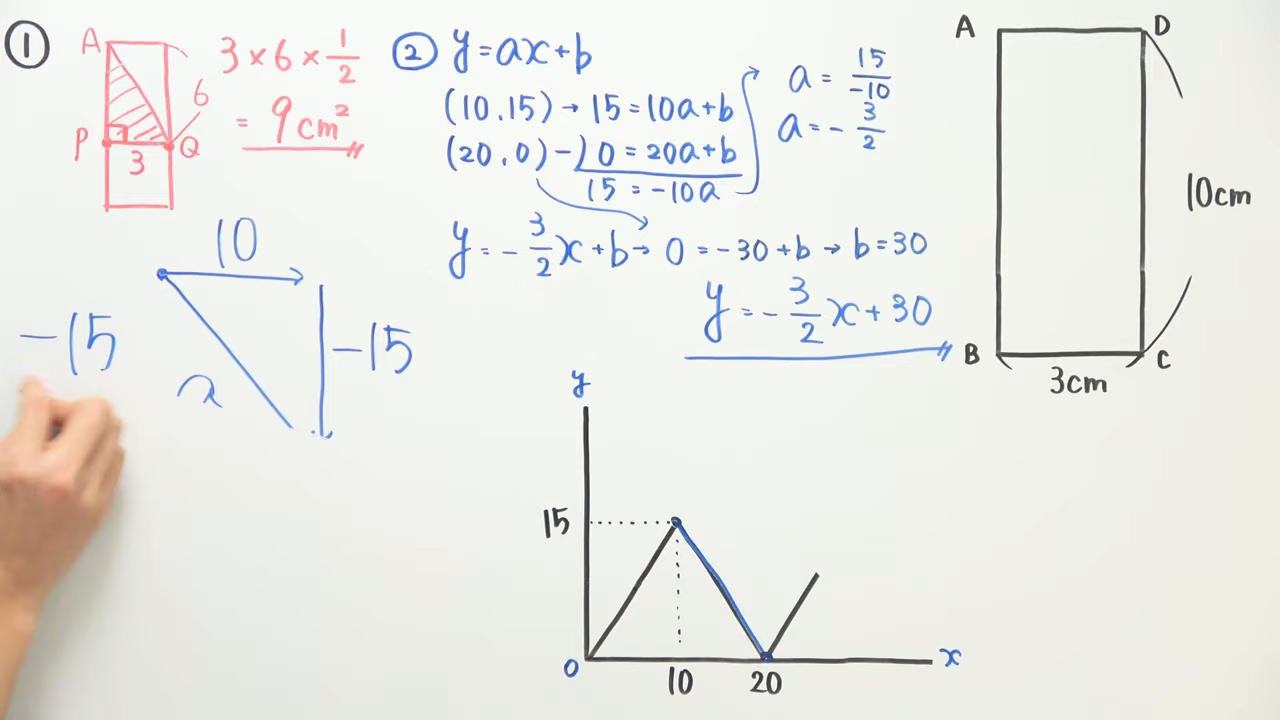 ①
A
P
Q
6
3
3 × 6 × 1/2
= 9cm²
10
-15
-15
a
② y = ax + b
(10.15) → 15 = 10a + b
(20.0) -) 0 = 20a + b
15 = -10a
a = 15/-10
a = - 3/2
y = - 3/2 x + b → 0 = -30 + b → b = 30
y = - 3/2 x + 30
A
D
B
C
10cm
3cm
y
15
0
10
20
x